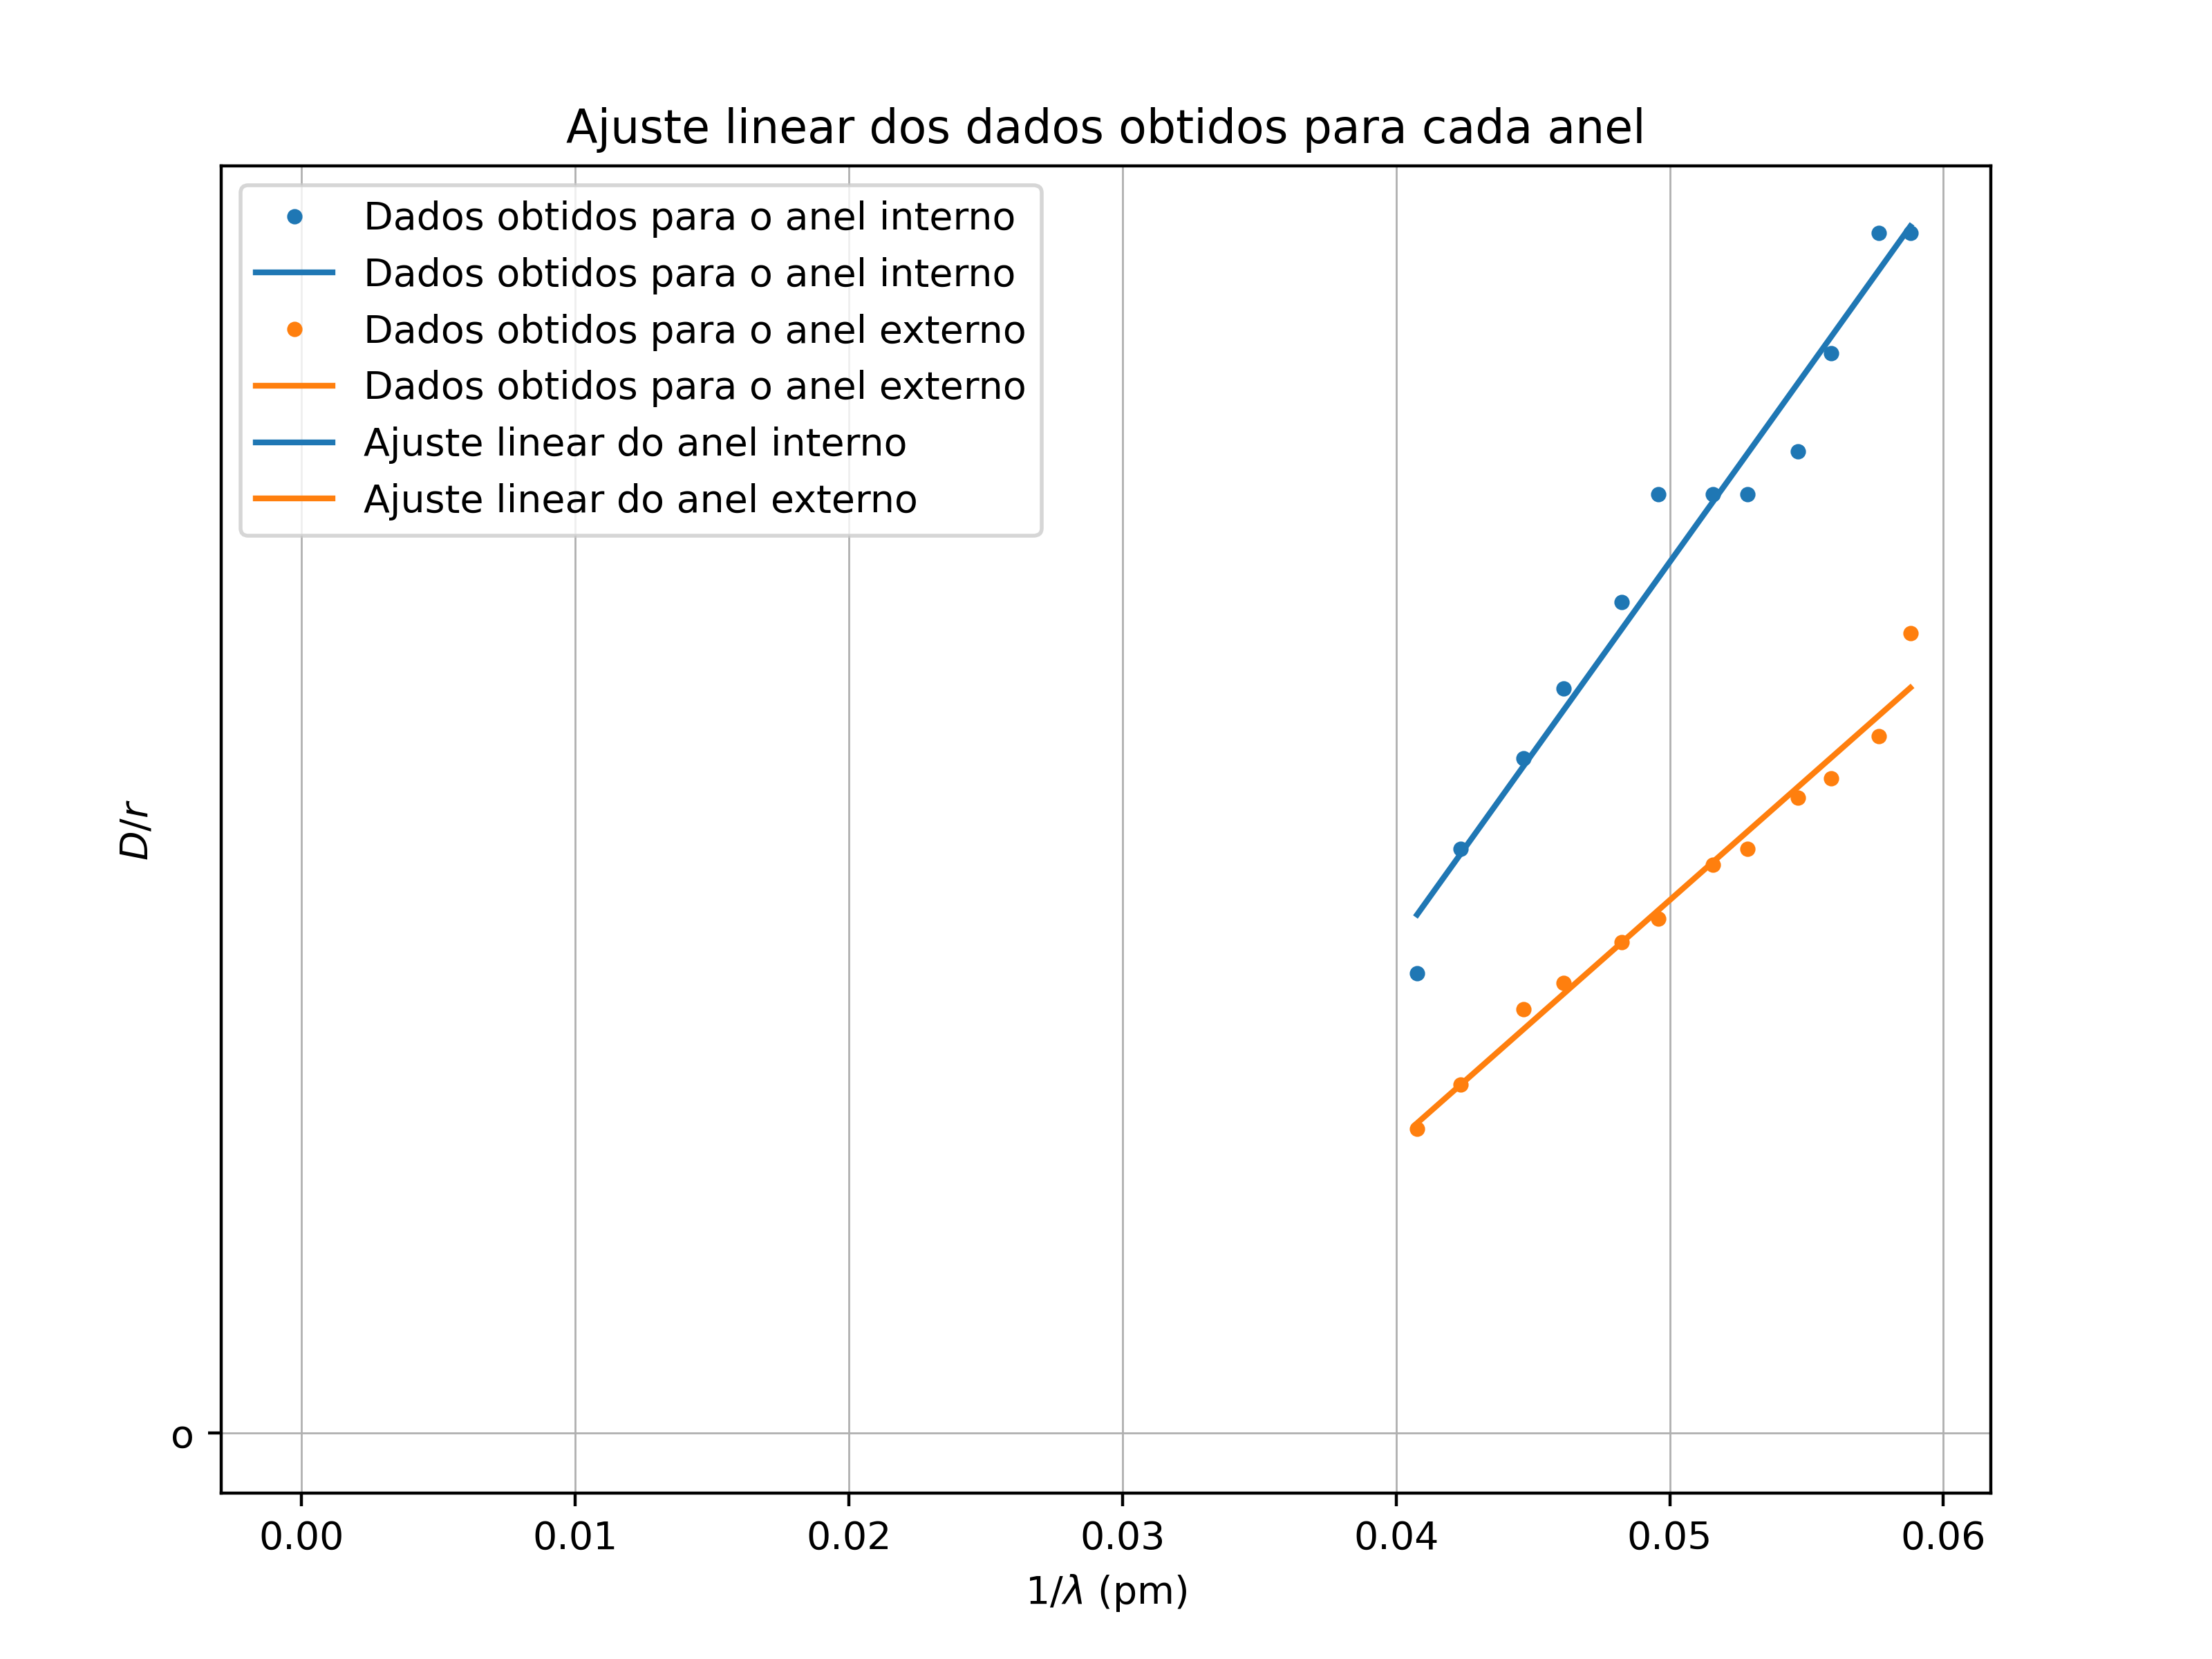 Ajuste linear dos dados obtidos para cada anel
Dados obtidos para o anel interno
Dados obtidos para o anel interno
Dados obtidos para o anel externo
Dados obtidos para o anel externo
Ajuste linear do anel interno
Ajuste linear do anel externo
D/r
o
0.00 0.01 0.02 0.03 0.04 0.05 0.06
1/λ (pm)